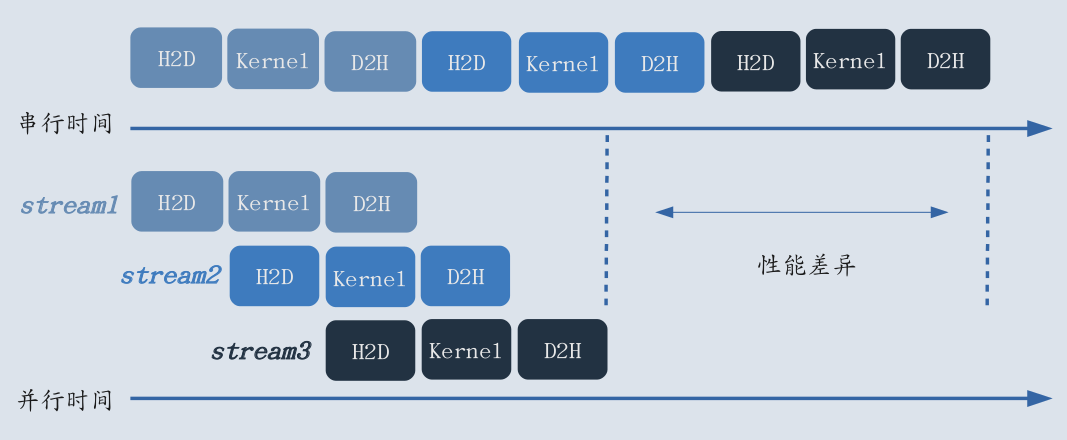 H2D Kernel D2H H2D Kernel D2H H2D Kernel D2H
串行时间
stream1 H2D Kernel D2H
stream2 H2D Kernel D2H
性能差异
stream3 H2D Kernel D2H
并行时间